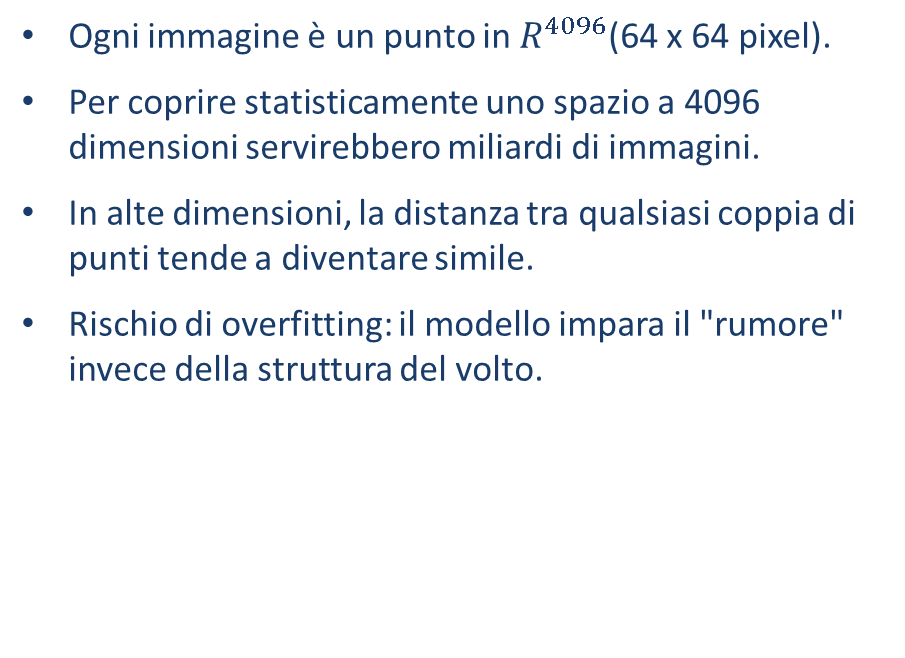 • Ogni immagine è un punto in $R^{4096}$(64 x 64 pixel).
• Per coprire statisticamente uno spazio a 4096
dimensioni servirebbero miliardi di immagini.
• In alte dimensioni, la distanza tra qualsiasi coppia di
punti tende a diventare simile.
• Rischio di overfitting: il modello impara il "rumore"
invece della struttura del volto.